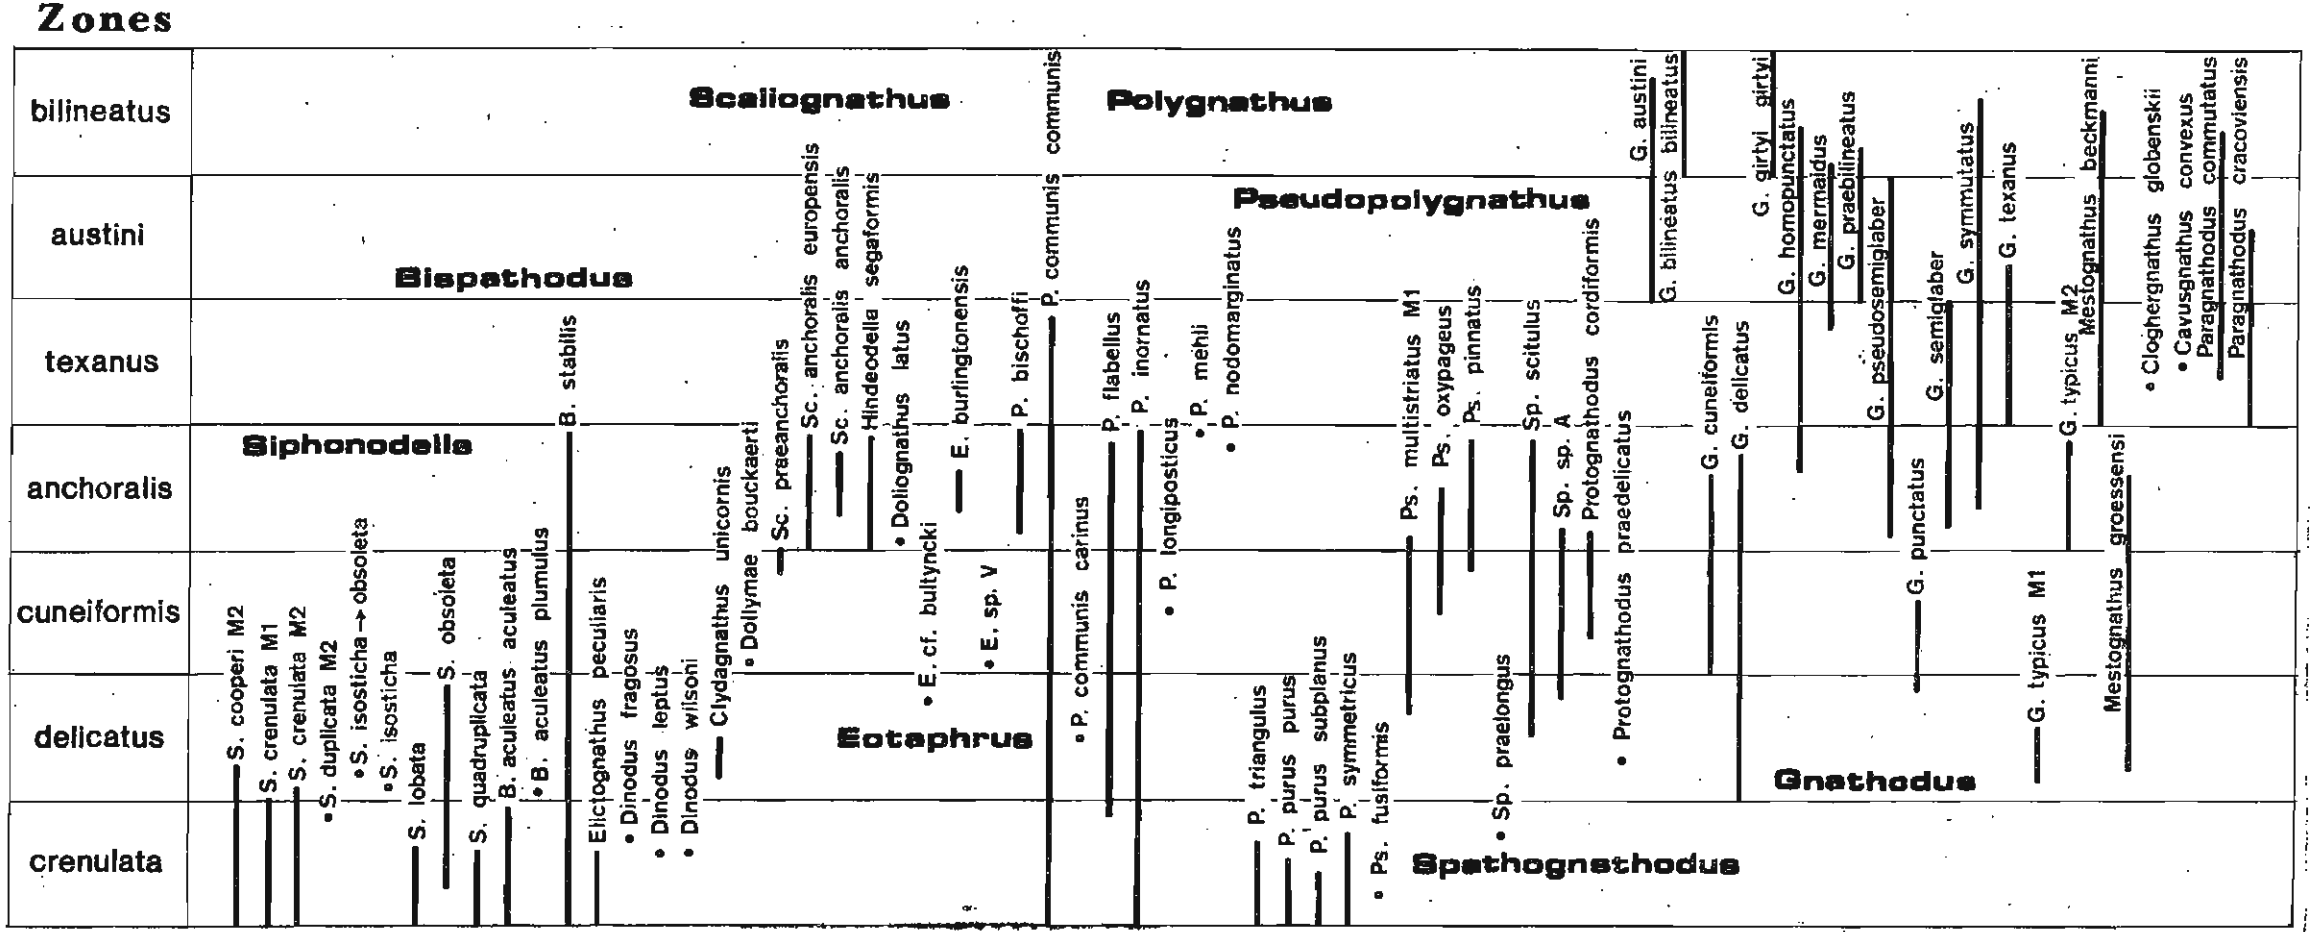 Zones
bilineatus
austini
texanus
anchoralis
cuneiformis
delicatus
crenulata
Siphonodella
Bispathodus
Scaliognathus
Eotaphrus
Polygnathus
Pseudopolygnathus
Spathognathodus
Gnathodus
S. cooperi M2
S. crenulata M1
S. crenulata M2
S. duplicata M2
S. isosticha→obsoleta
S. isosticha
S. lobata
S. obsoleta
S. quadruplicata
B. aculeatus aculeatus
B. aculeatus plumulus
B. stabilis
Elictognathus peculiaris
Dinodus fragosus
Dinodus leptus
Dinodus wilsoni
Clydagnathus unicornis
Dollymae bouckaerti
Sc. praeanchoralis
Sc. anchoralis europensis
Sc. anchoralis anchoralis
Hindeodella segaformis
Doliognathus latus
E. cf. bultyncki
E. burlingtonensis
E. sp. V
P. bischoffi
P. communis communis communis
P. communis carinus
P. flabellus
P. inornatus
P. longiposticus
P. mehli
P. nodomarginatus
P. triangulus
P. purus purus
P. purus subplanus
P. symmetricus
Ps. fusiformis
Ps. multistriatus M1
Ps. oxypageus
Ps. pinnatus
Sp. praelongus
Sp. scitulus
Sp. sp. A
Protognathodus cordiformis
Protognathodus praedelicatus
G. austini
G. bilineatus bilineatus
G. cuneiformis
G. delicatus
G. girtyi girtyi
G. homopunctatus
G. mermaidus
G. praebilineatus
G. pseudosemiglaber
G. punctatus
G. semiglaber
G. symmutatus
G. texanus
G. typicus M1
G. typicus M2
Mestognathus beckmanni
Mestognathus groessensi
Cloghergnathus globenskii
Cavusgnathus convexus
Paragnathodus commutatus
Paragnathodus cracoviensis